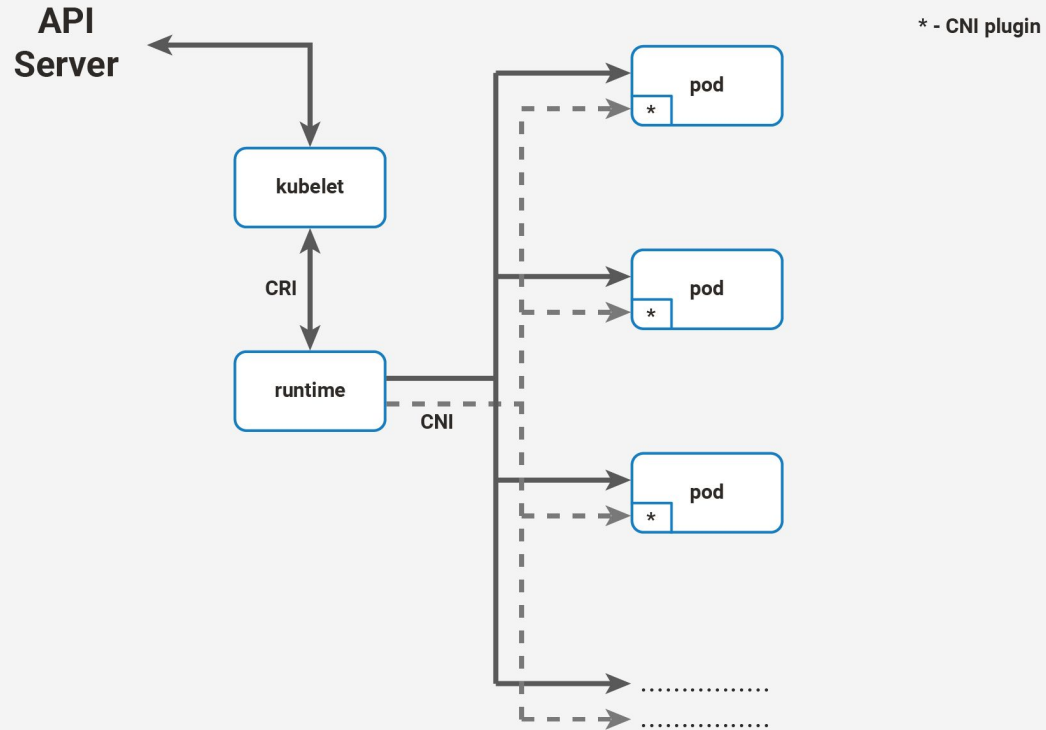 API
Server
* - CNI plugin
pod
*
kubelet
CRI
pod
*
runtime
CNI
pod
*
................
................